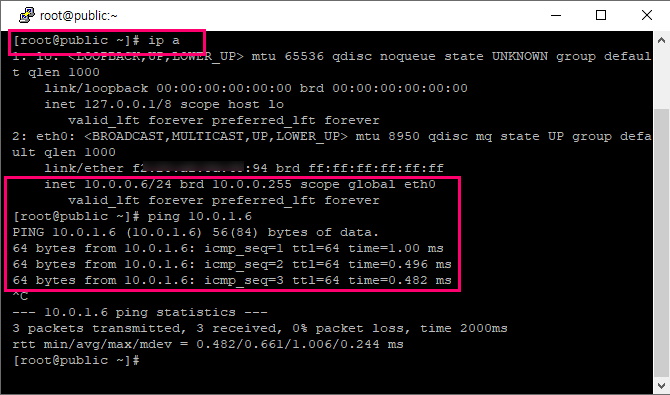 root@public:~
[root@public ~]# ip a
1: lo: <LOOPBACK,UP,LOWER_UP> mtu 65536 qdisc noqueue state UNKNOWN group defaul
t qlen 1000
link/loopback 00:00:00:00:00:00 brd 00:00:00:00:00:00
inet 127.0.0.1/8 scope host lo
valid_lft forever preferred_lft forever
2: eth0: <BROADCAST,MULTICAST,UP,LOWER_UP> mtu 8950 qdisc mq state UP group defa
ault qlen 1000
link/ether :94 brd ff:ff:ff:ff:ff:ff
inet 10.0.0.6/24 brd 10.0.0.255 scope global eth0
valid_lft forever preferred_lft forever
[root@public ~]# ping 10.0.1.6
PING 10.0.1.6 (10.0.1.6) 56(84) bytes of data.
64 bytes from 10.0.1.6: icmp_seq=1 ttl=64 time=1.00 ms
64 bytes from 10.0.1.6: icmp_seq=2 ttl=64 time=0.496 ms
64 bytes from 10.0.1.6: icmp_seq=3 ttl=64 time=0.482 ms
^C
--- 10.0.1.6 ping statistics ---
3 packets transmitted, 3 received, 0% packet loss, time 2000ms
rtt min/avg/max/mdev = 0.482/0.661/1.006/0.244 ms
[root@public ~]#